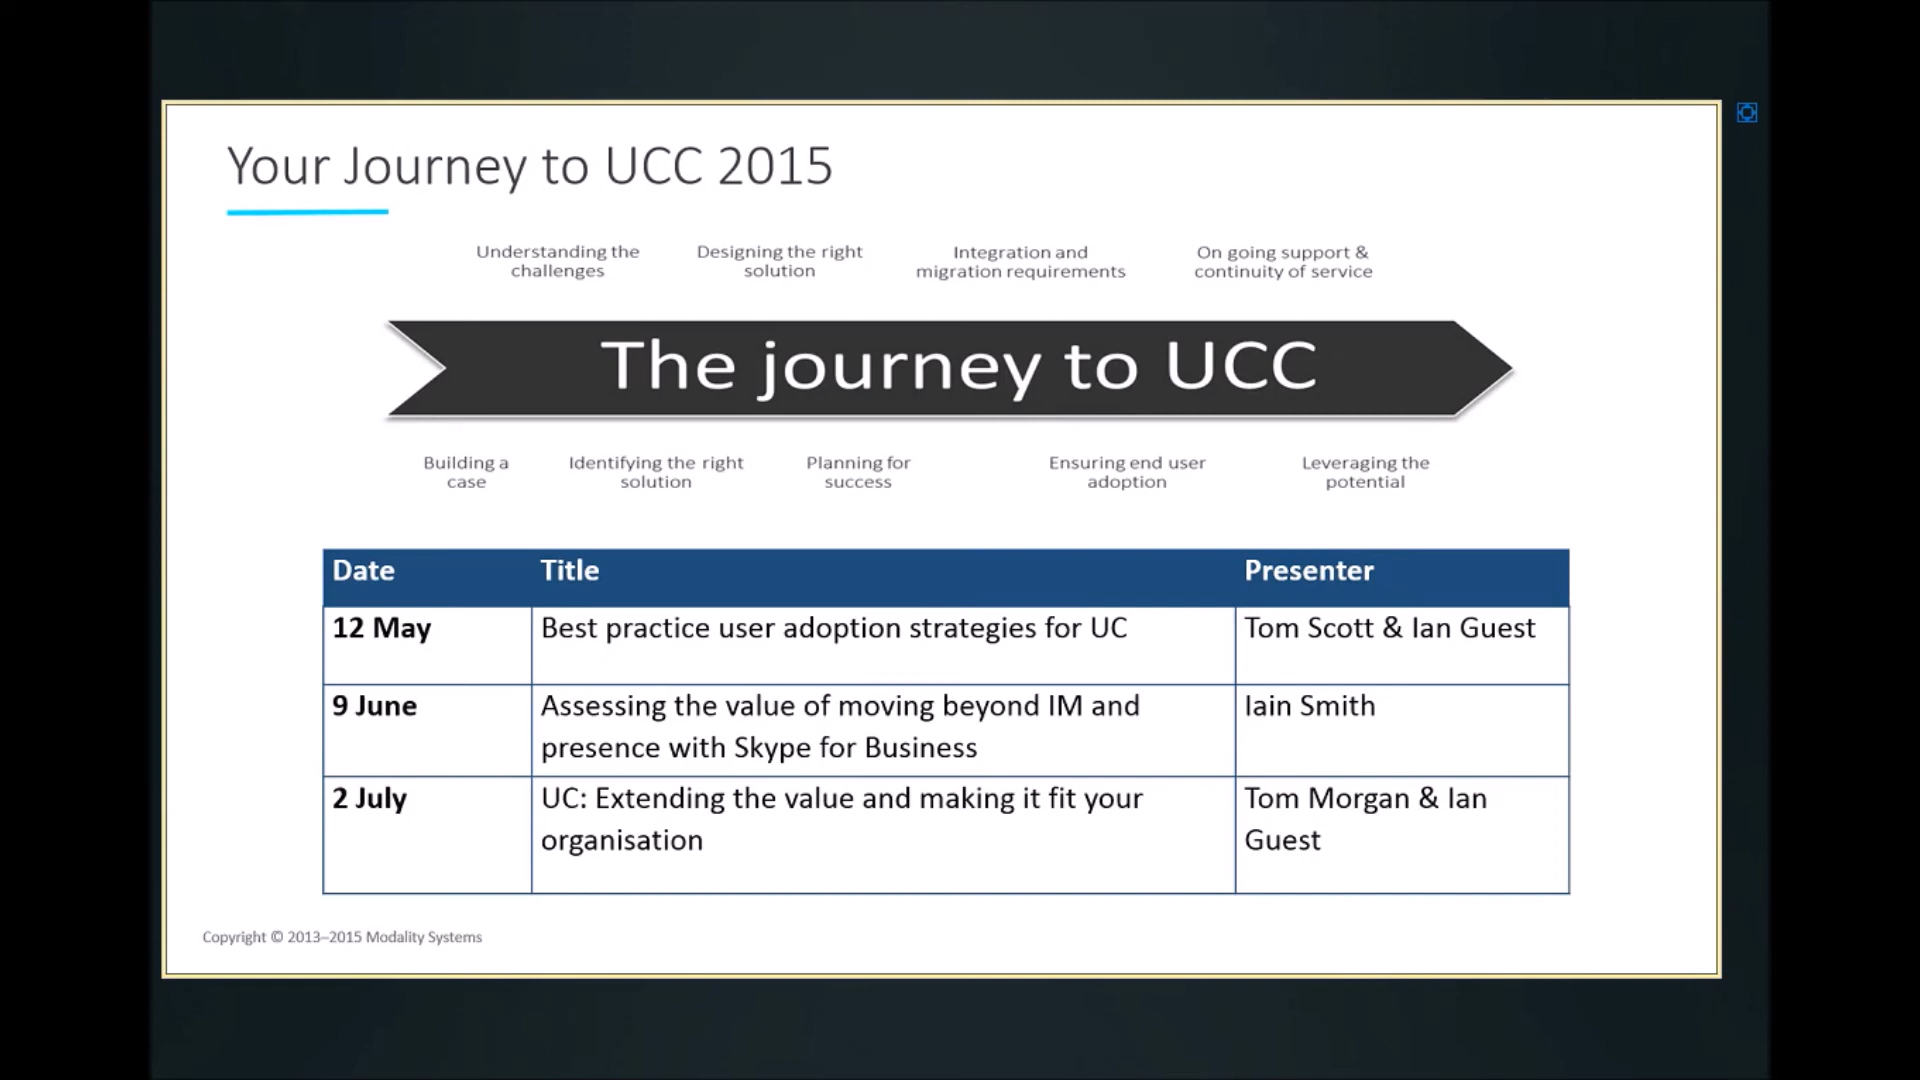 Your Journey to UCC 2015
Understanding the
challenges
Designing the right
solution
Integration and
migration requirements
On going support &
continuity of service
The journey to UCC
Building a
case
Identifying the right
solution
Planning for
success
Ensuring end user
adoption
Leveraging the
potential
Date Title Presenter
12 May Best practice user adoption strategies for UC Tom Scott & Ian Guest
9 June Assessing the value of moving beyond IM and Iain Smith
presence with Skype for Business
2 July UC: Extending the value and making it fit your Tom Morgan & Ian
organisation Guest
Copyright © 2013–2015 Modality Systems